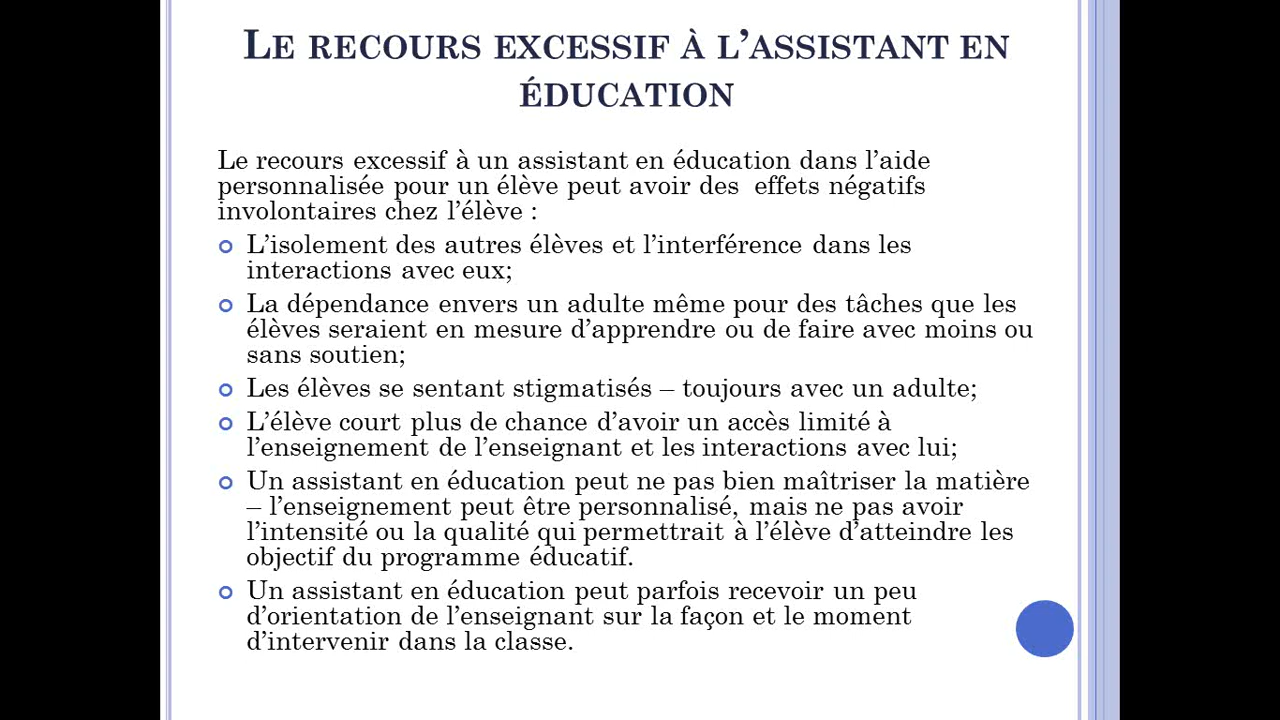 LE RECOURS EXCESSIF À L’ASSISTANT EN
ÉDUCATION
Le recours excessif à un assistant en éducation dans l’aide
personnalisée pour un élève peut avoir des  effets négatifs
involontaires chez l’élève :
L’isolement des autres élèves et l’interférence dans les
interactions avec eux;
La dépendance envers un adulte même pour des tâches que les
élèves seraient en mesure d’apprendre ou de faire avec moins ou
sans soutien;
Les élèves se sentant stigmatisés – toujours avec un adulte;
L’élève court plus de chance d’avoir un accès limité à
l’enseignement de l’enseignant et les interactions avec lui;
Un assistant en éducation peut ne pas bien maîtriser la matière
– l’enseignement peut être personnalisé, mais ne pas avoir
l’intensité ou la qualité qui permettrait à l’élève d’atteindre les
objectif du programme éducatif.
Un assistant en éducation peut parfois recevoir un peu
d’orientation de l’enseignant sur la façon et le moment
d’intervenir dans la classe.